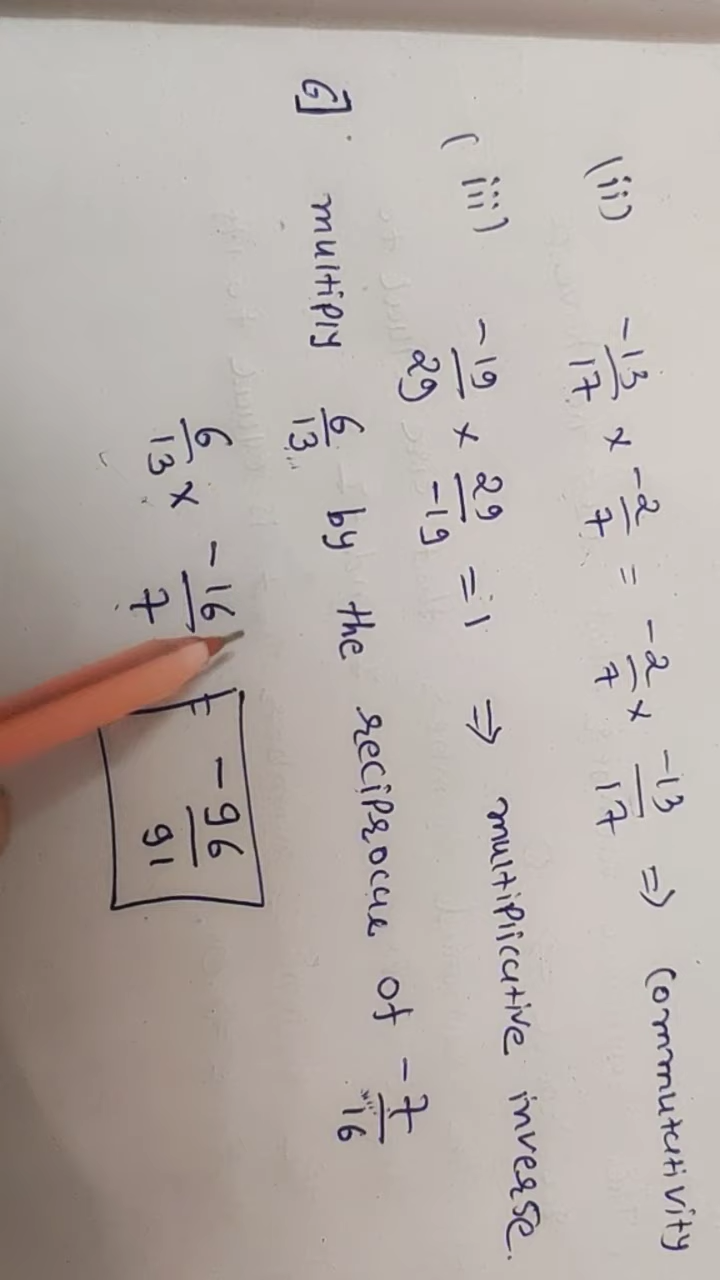 (ii) -13/17 × -2/7 = -2/7 × -13/17 ⇒ commutativity
(iii) -19/29 × 29/-19 = 1 ⇒ multiplicative inverse.
6] multiply 6/13 by the reciprocal of -7/16
6/13 × -16/7 = -96/91